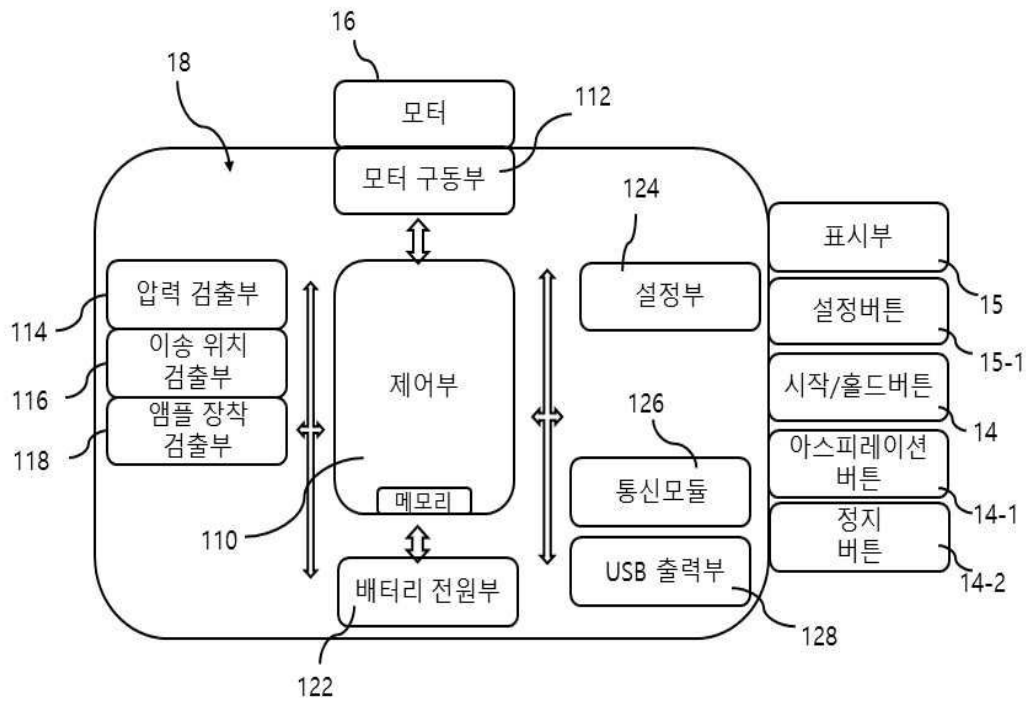 16
18
모터
112
모터 구동부
124
표시부
압력 검출부
설정부
15
114
설정버튼
이송 위치
검출부
15-1
제어부
시작/홀드버튼
116
앰플 장착
검출부
126
14
118
아스피레이션
버튼
통신모듈
메모리
110
14-1
정지
버튼
USB 출력부
배터리 전원부
14-2
128
122